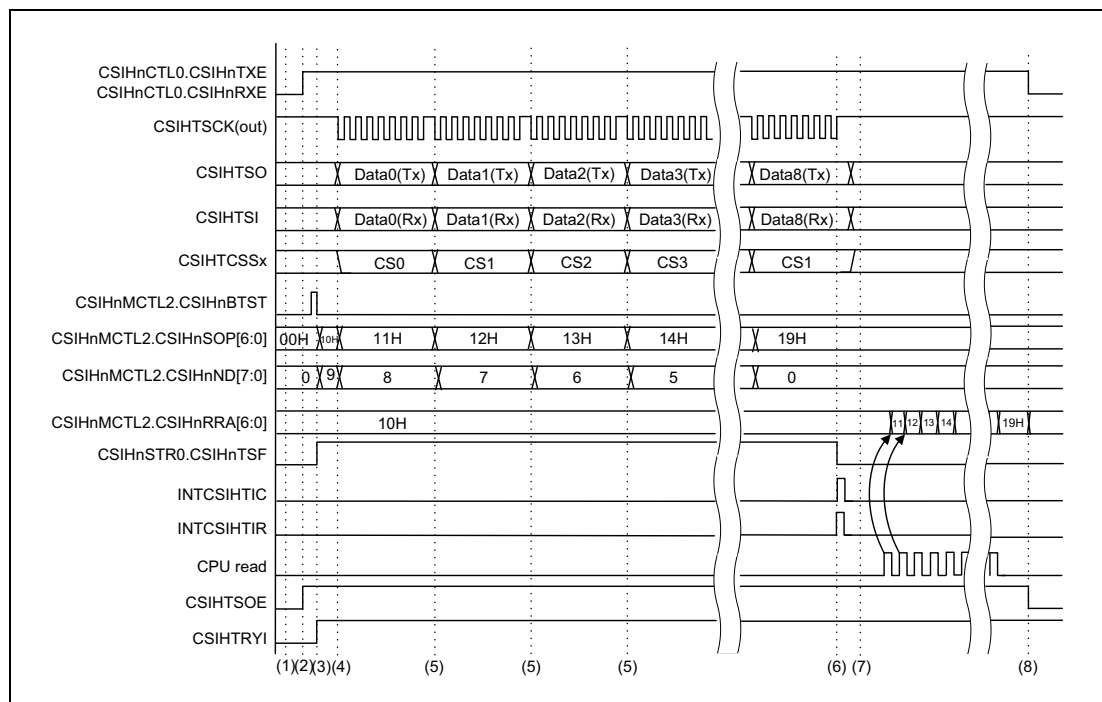 CSIHnCTL0.CSIHnTXE
CSIHnCTL0.CSIHnRXE
CSIHTSCK(out)
CSIHTSO Data0(Tx) Data1(Tx) Data2(Tx) Data3(Tx) Data8(Tx)
CSIHTSI Data0(Rx) Data1(Rx) Data2(Rx) Data3(Rx) Data8(Rx)
CSIHTCSSx CS0 CS1 CS2 CS3 CS1
CSIHnMCTL2.CSIHnBTST
CSIHnMCTL2.CSIHnSOP[6:0] 00H 10H 11H 12H 13H 14H 19H
CSIHnMCTL2.CSIHnND[7:0] 0 9 8 7 6 5 0
CSIHnMCTL2.CSIHnRRA[6:0] 10H 11 12 13 14 19H
CSIHnSTR0.CSIHnTSF
INTCSIHTIC
INTCSIHTIR
CPU read
CSIHTSOE
CSIHTRYI
(1) (2) (3) (4) (5) (5) (5) (6) (7) (8)